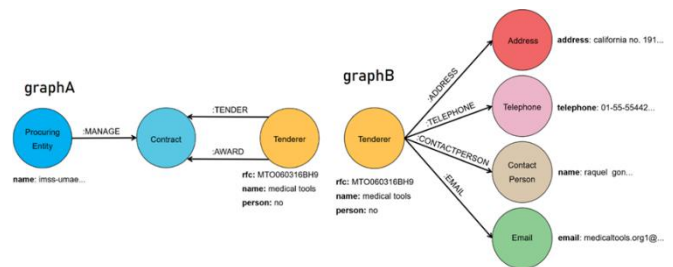 graphA
Procuring
Entity
:MANAGE
Contract
:TENDER
:AWARD
Tenderer
name: imss-umae...
rfc: MTO060316BH9
name: medical tools
person: no
graphB
Tenderer
rfc: MTO060316BH9
name: medical tools
person: no
:ADDRESS
:TELEPHONE
:CONTACTPERSON
:EMAIL
Address
address: california no. 191...
Telephone
telephone: 01-55-55442...
Contact
Person
name: raquel gon...
Email
email: medicaltools.org1@...